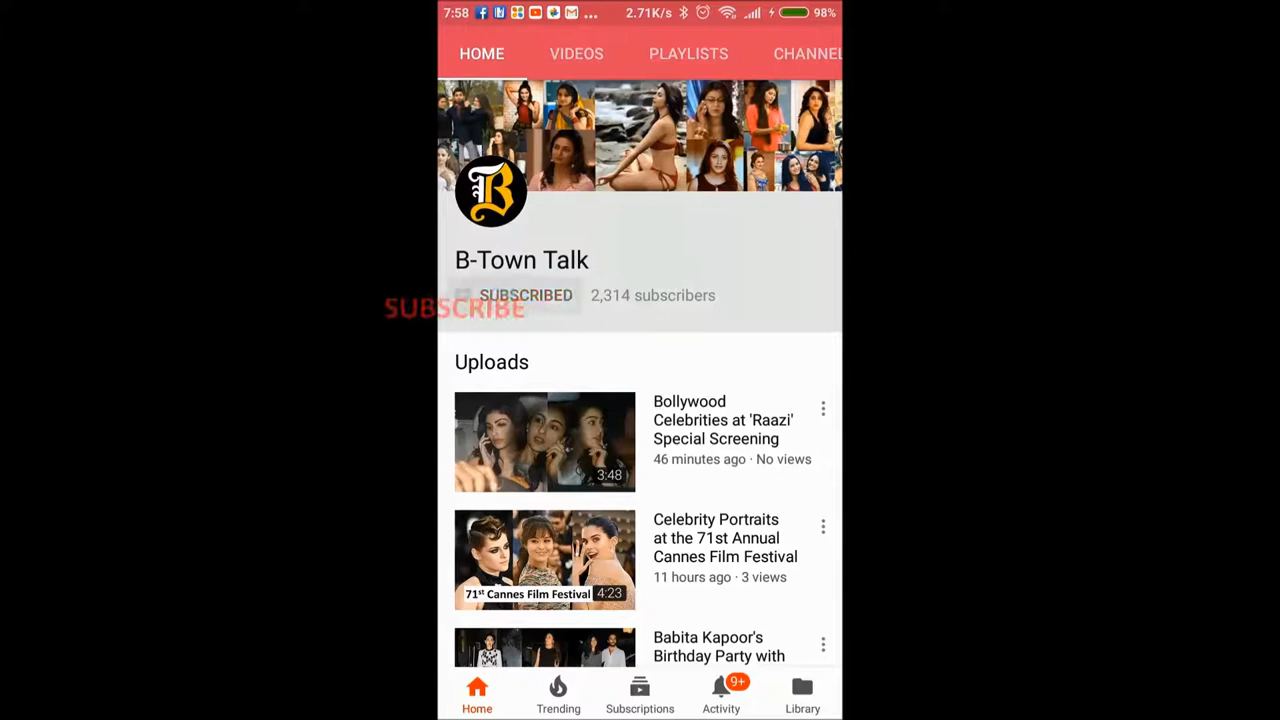 7:58 ... 2.71K/s 98%
HOME VIDEOS PLAYLISTS CHANNEL
B
B-Town Talk
SUBSCRIBED 2,314 subscribers
SUBSCRIBE
Uploads
Bollywood
Celebrities at 'Raazi'
Special Screening
46 minutes ago · No views
3:48
Celebrity Portraits
at the 71st Annual
Cannes Film Festival
11 hours ago · 3 views
71st Cannes Film Festival 4:23
Babita Kapoor's
Birthday Party with
9+
Home Trending Subscriptions Activity Library